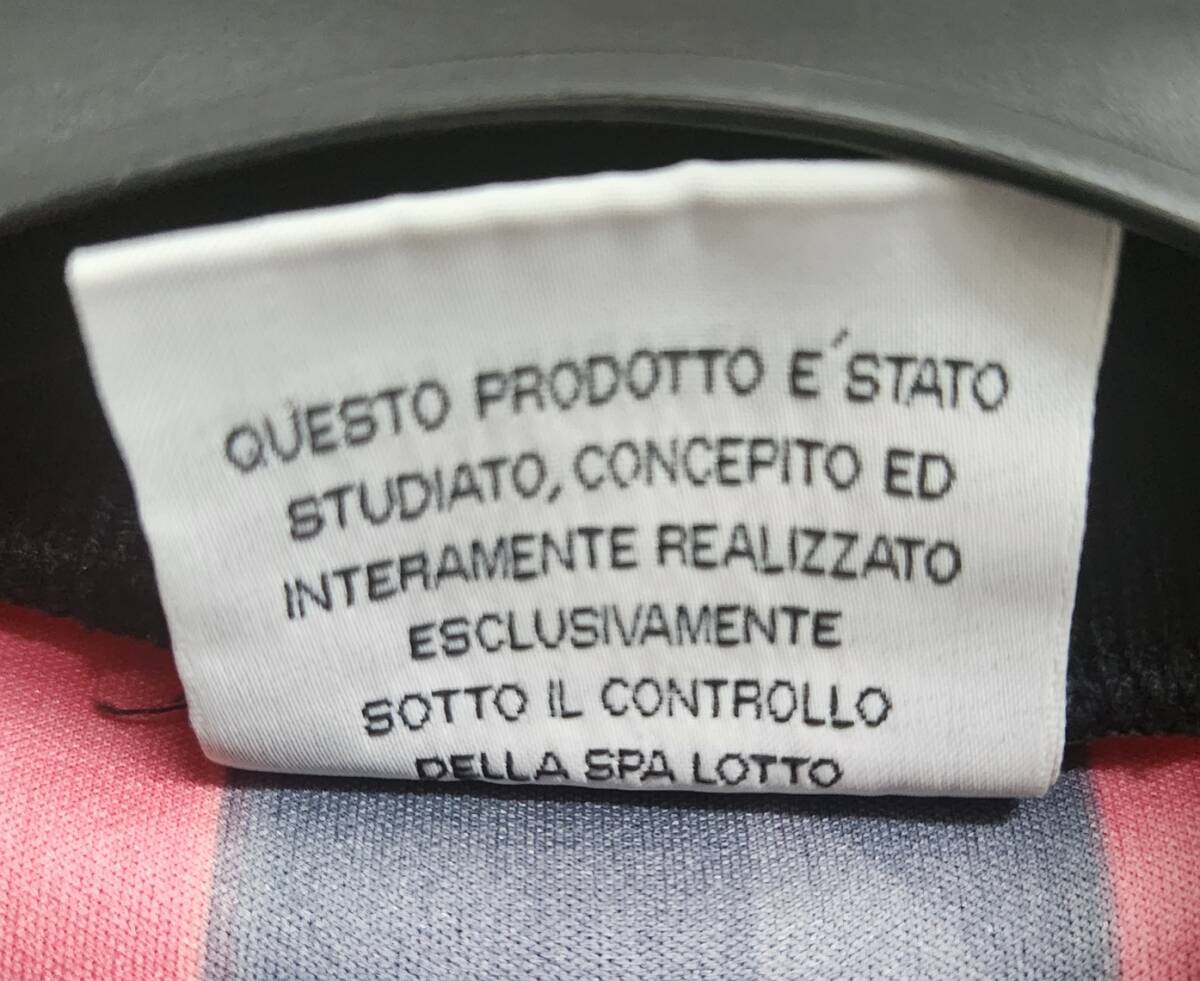 QUESTO PRODOTTO E´STATO
STUDIATO, CONCEPITO ED
INTERAMENTE REALIZZATO
ESCLUSIVAMENTE
SOTTO IL CONTROLLO
DELLA SPA LOTTO